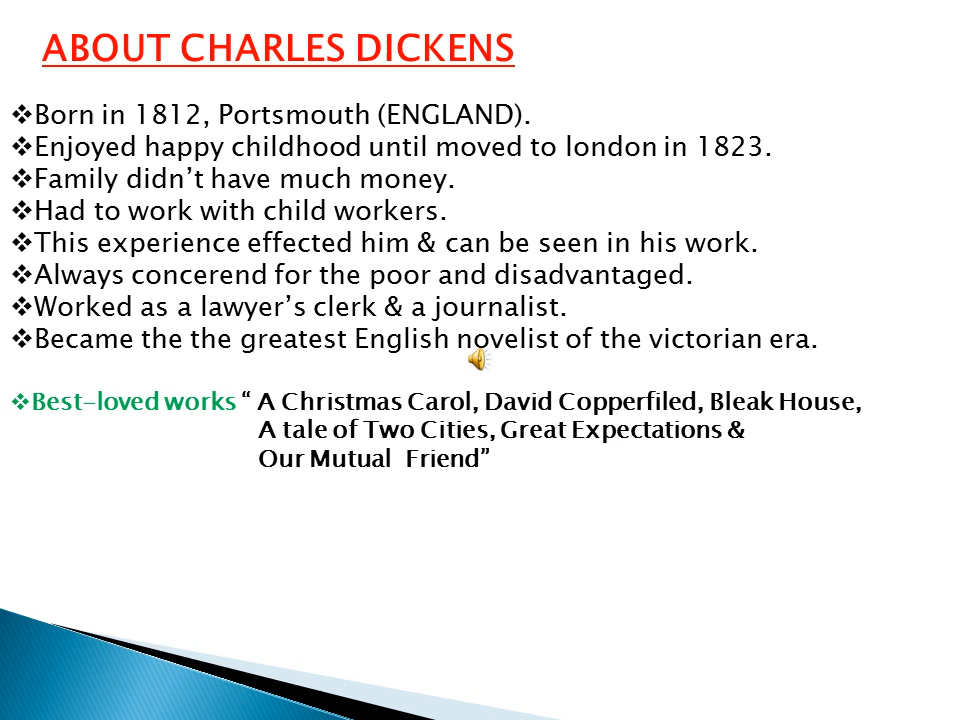 ABOUT CHARLES DICKENS
❖Born in 1812, Portsmouth (ENGLAND).
❖Enjoyed happy childhood until moved to london in 1823.
❖Family didn’t have much money.
❖Had to work with child workers.
❖This experience effected him & can be seen in his work.
❖Always concerend for the poor and disadvantaged.
❖Worked as a lawyer’s clerk & a journalist.
❖Became the the greatest English novelist of the victorian era.
❖Best-loved works “ A Christmas Carol, David Copperfiled, Bleak House,
A tale of Two Cities, Great Expectations &
Our Mutual Friend”